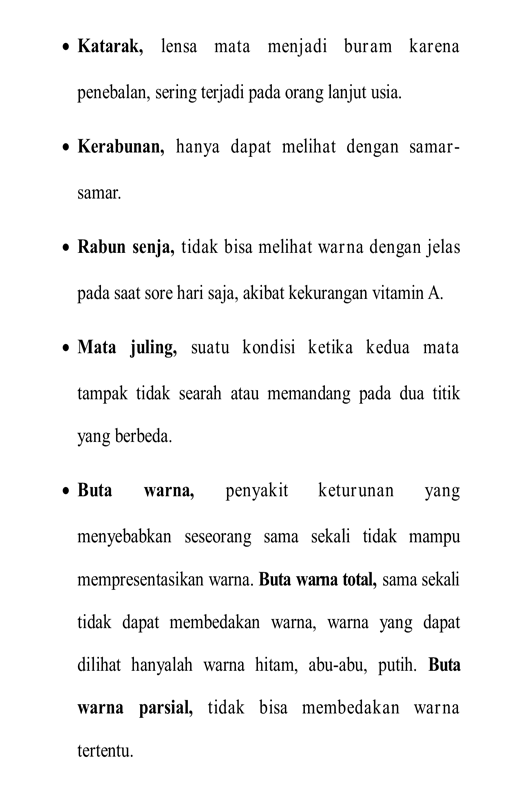 • Katarak, lensa mata menjadi buram karena
penebalan, sering terjadi pada orang lanjut usia.
• Kerabunan, hanya dapat melihat dengan samar-
samar.
• Rabun senja, tidak bisa melihat warna dengan jelas
pada saat sore hari saja, akibat kekurangan vitamin A.
• Mata juling, suatu kondisi ketika kedua mata
tampak tidak searah atau memandang pada dua titik
yang berbeda.
• Buta warna, penyakit keturunan yang
menyebabkan seseorang sama sekali tidak mampu
mempresentasikan warna. Buta warna total, sama sekali
tidak dapat membedakan warna, warna yang dapat
dilihat hanyalah warna hitam, abu-abu, putih. Buta
warna parsial, tidak bisa membedakan warna
tertentu.